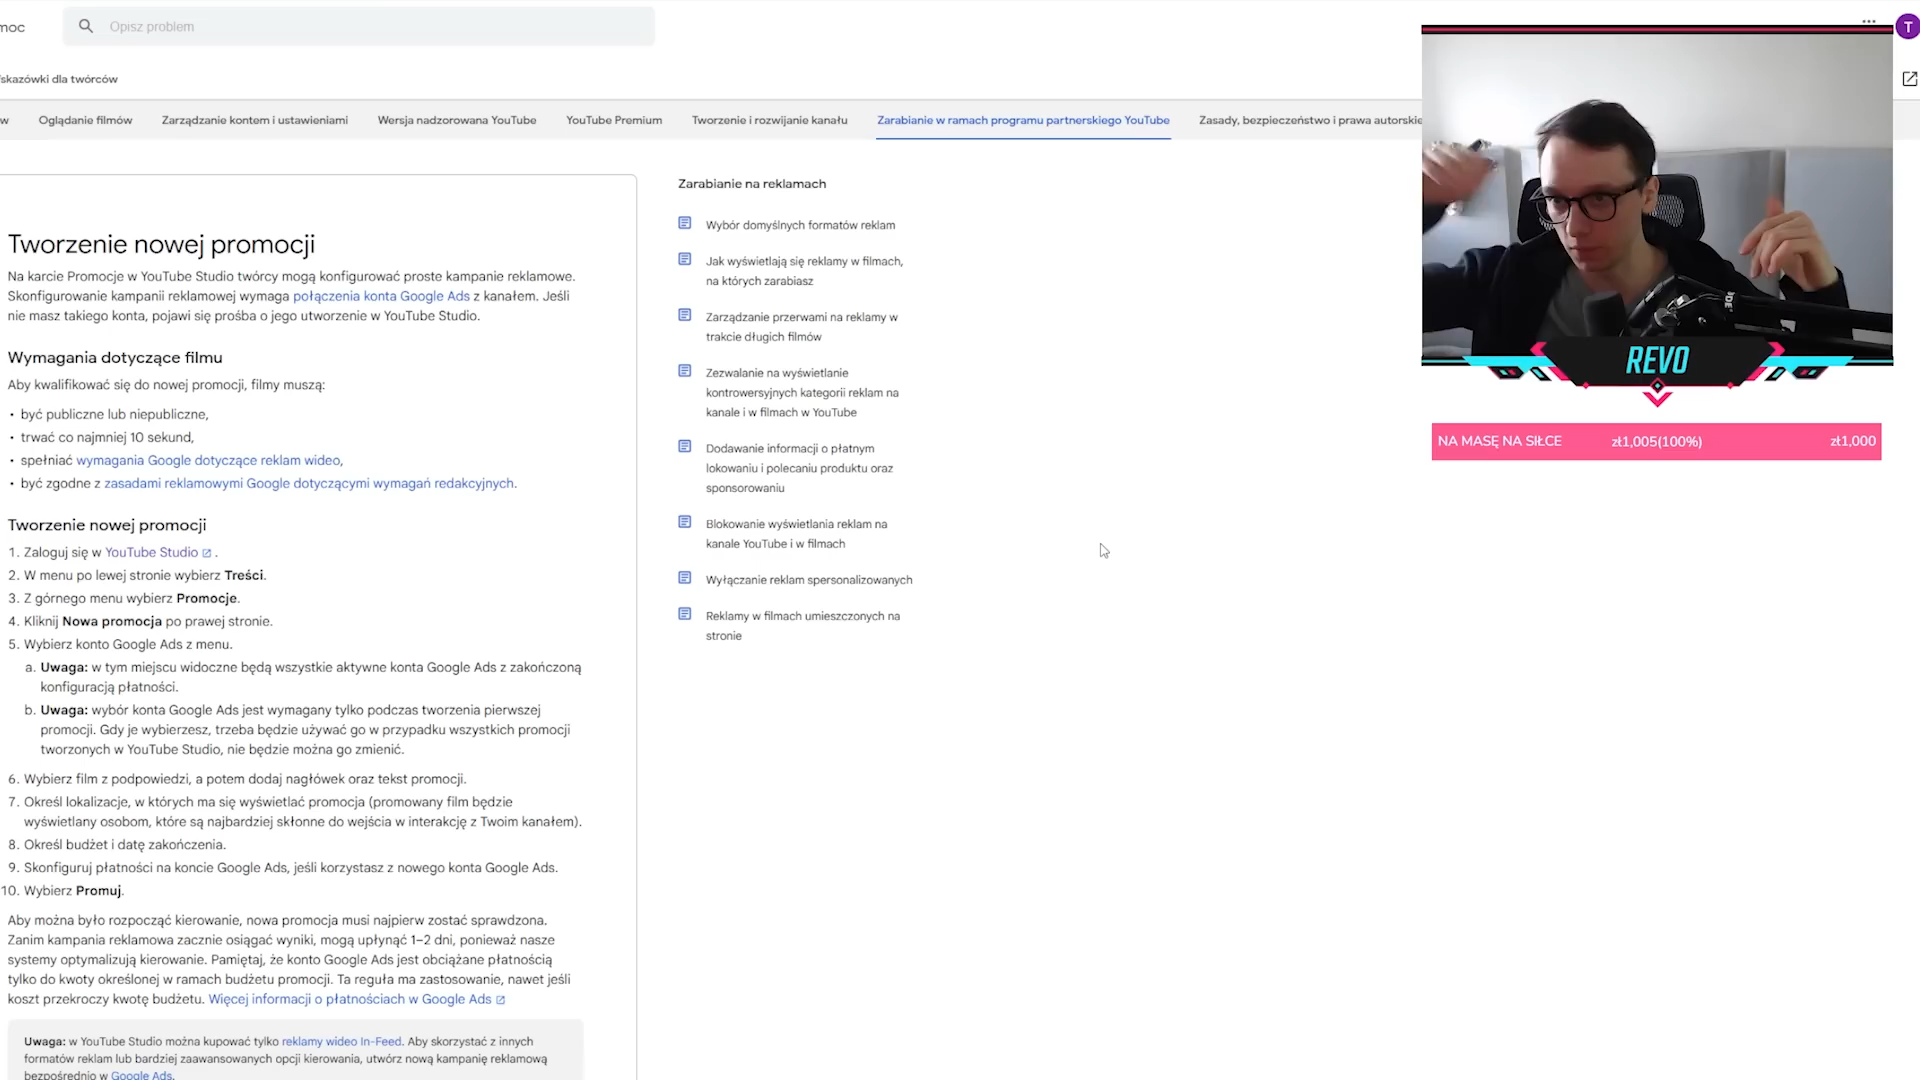 moc
Opisz problem
T
skazówki dla twórców
w
Oglądanie filmów
Zarządzanie kontem i ustawieniami
Wersja nadzorowana YouTube
YouTube Premium
Tworzenie i rozwijanie kanału
Zarabianie w ramach programu partnerskiego YouTube
Zasady, bezpieczeństwo i prawa autorskie
Tworzenie nowej promocji
Na karcie Promocje w YouTube Studio twórcy mogą konfigurować proste kampanie reklamowe.
Skonfigurowanie kampanii reklamowej wymaga połączenia konta Google Ads z kanałem. Jeśli
nie masz takiego konta, pojawi się prośba o jego utworzenie w YouTube Studio.
Wymagania dotyczące filmu
Aby kwalifikować się do nowej promocji, filmy muszą:
• być publiczne lub niepubliczne,
• trwać co najmniej 10 sekund,
• spełniać wymagania Google dotyczące reklam wideo,
• być zgodne z zasadami reklamowymi Google dotyczącymi wymagań redakcyjnych.
Tworzenie nowej promocji
1. Zaloguj się w YouTube Studio .
2. W menu po lewej stronie wybierz Treści.
3. Z górnego menu wybierz Promocje.
4. Kliknij Nowa promocja po prawej stronie.
5. Wybierz konto Google Ads z menu.
a. Uwaga: w tym miejscu widoczne będą wszystkie aktywne konta Google Ads z zakończoną
konfiguracją płatności.
b. Uwaga: wybór konta Google Ads jest wymagany tylko podczas tworzenia pierwszej
promocji. Gdy je wybierzesz, trzeba będzie używać go w przypadku wszystkich promocji
tworzonych w YouTube Studio, nie będzie można go zmienić.
6. Wybierz film z podpowiedzi, a potem dodaj nagłówek oraz tekst promocji.
7. Określ lokalizacje, w których ma się wyświetlać promocja (promowany film będzie
wyświetlany osobom, które są najbardziej skłonne do wejścia w interakcję z Twoim kanałem).
8. Określ budżet i datę zakończenia.
9. Skonfiguruj płatności na koncie Google Ads, jeśli korzystasz z nowego konta Google Ads.
10. Wybierz Promuj.
Aby można było rozpocząć kierowanie, nowa promocja musi najpierw zostać sprawdzona.
Zanim kampania reklamowa zacznie osiągać wyniki, mogą upłynąć 1–2 dni, ponieważ nasze
systemy optymalizują kierowanie. Pamiętaj, że konto Google Ads jest obciążane płatnością
tylko do kwoty określonej w ramach budżetu promocji. Ta reguła ma zastosowanie, nawet jeśli
koszt przekroczy kwotę budżetu. Więcej informacji o płatnościach w Google Ads
Uwaga: w YouTube Studio można kupować tylko reklamy wideo In-Feed. Aby skorzystać z innych
formatów reklam lub bardziej zaawansowanych opcji kierowania, utwórz nową kampanię reklamową
bezpośrednio w Google Ads.
Zarabianie na reklamach
Wybór domyślnych formatów reklam
Jak wyświetlają się reklamy w filmach,
na których zarabiasz
Zarządzanie przerwami na reklamy w
trakcie długich filmów
Zezwalanie na wyświetlanie
kontrowersyjnych kategorii reklam na
kanale i w filmach w YouTube
Dodawanie informacji o płatnym
lokowaniu i polecaniu produktu oraz
sponsorowaniu
Blokowanie wyświetlania reklam na
kanale YouTube i w filmach
Wyłączanie reklam spersonalizowanych
Reklamy w filmach umieszczonych na
stronie
REVO
NA MASĘ NA SIŁCE zł1,005(100%) zł1,000